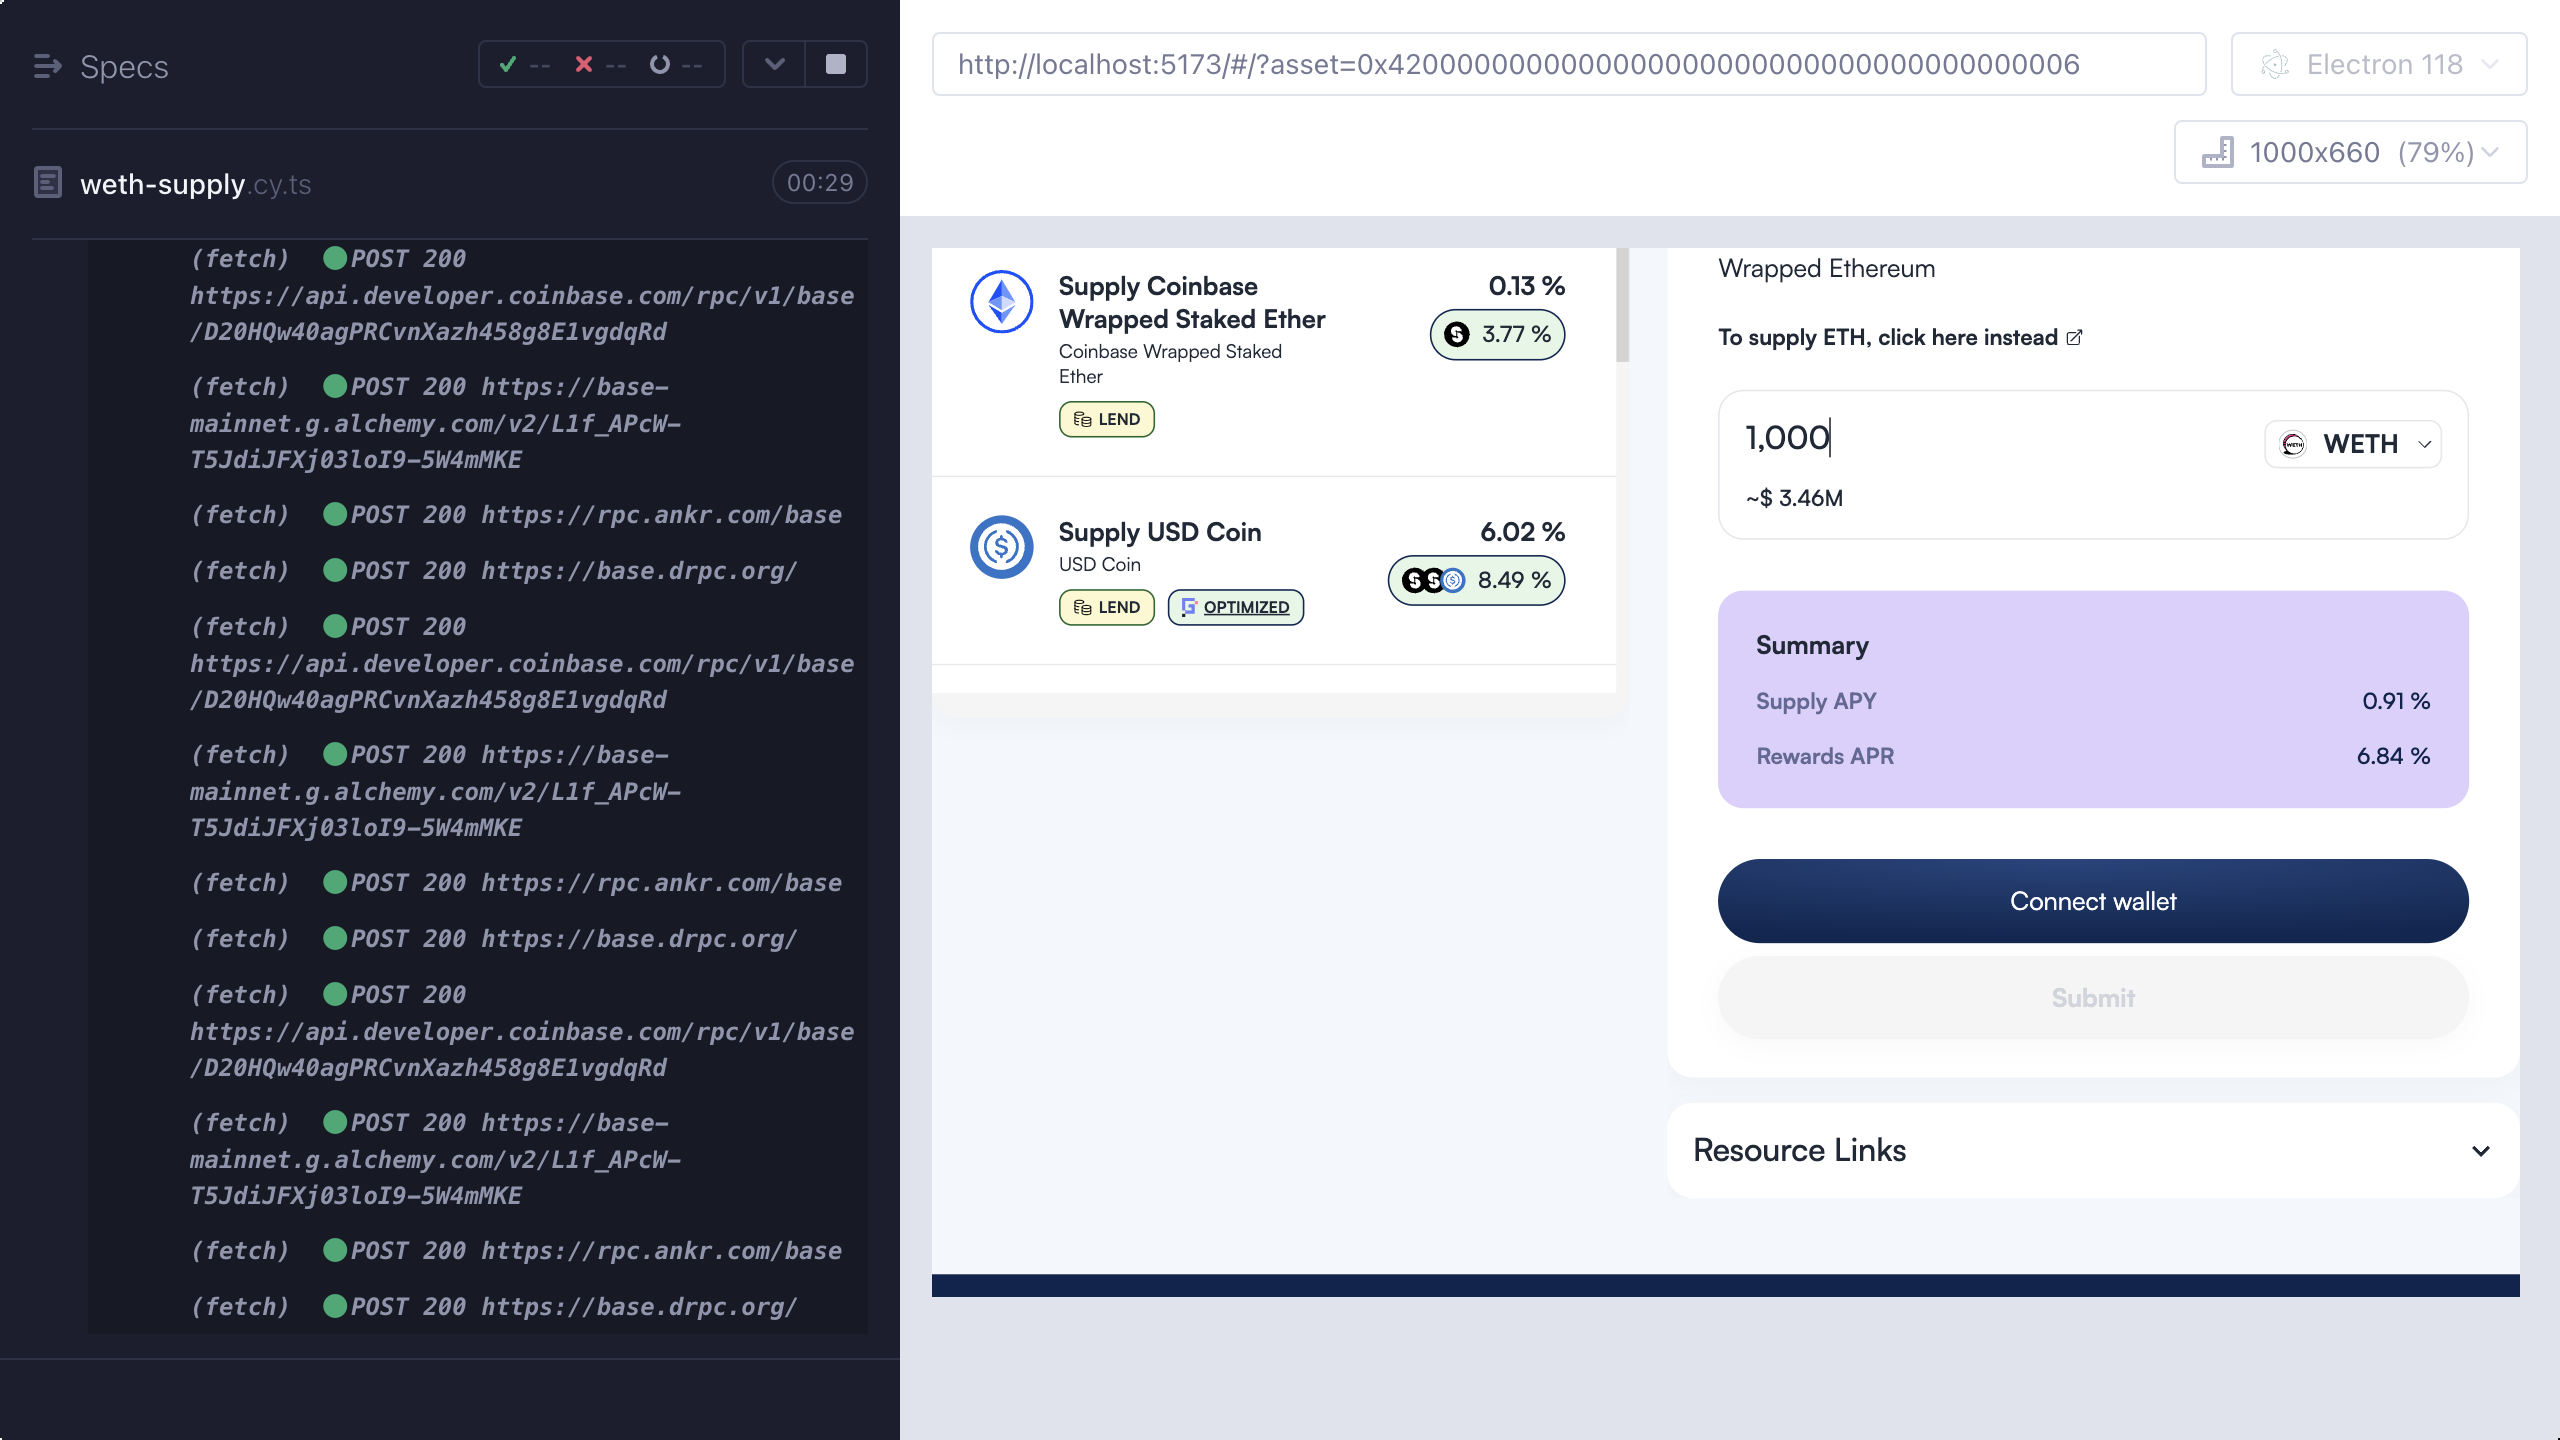 Specs
--
--
--
weth-supply.cy.ts
00:29
(fetch) POST 200
https://api.developer.coinbase.com/rpc/v1/base
/D20HQw40agPRCvnXazh458g8E1vgdqRd
(fetch) POST 200 https://base-
mainnet.g.alchemy.com/v2/L1f_APcW-
T5JdiJFXj03loI9-5W4mMKE
(fetch) POST 200 https://rpc.ankr.com/base
(fetch) POST 200 https://base.drpc.org/
(fetch) POST 200
https://api.developer.coinbase.com/rpc/v1/base
/D20HQw40agPRCvnXazh458g8E1vgdqRd
(fetch) POST 200 https://base-
mainnet.g.alchemy.com/v2/L1f_APcW-
T5JdiJFXj03loI9-5W4mMKE
(fetch) POST 200 https://rpc.ankr.com/base
(fetch) POST 200 https://base.drpc.org/
(fetch) POST 200
https://api.developer.coinbase.com/rpc/v1/base
/D20HQw40agPRCvnXazh458g8E1vgdqRd
(fetch) POST 200 https://base-
mainnet.g.alchemy.com/v2/L1f_APcW-
T5JdiJFXj03loI9-5W4mMKE
(fetch) POST 200 https://rpc.ankr.com/base
(fetch) POST 200 https://base.drpc.org/
http://localhost:5173/#/?asset=0x4200000000000000000000000000000000000006
Electron 118
1000x660 (79%)
Supply Coinbase
Wrapped Staked Ether
Coinbase Wrapped Staked
Ether
LEND
0.13 %
3.77 %
Supply USD Coin
USD Coin
LEND
OPTIMIZED
6.02 %
8.49 %
Wrapped Ethereum
To supply ETH, click here instead
1,000
WETH
~$ 3.46M
Summary
Supply APY 0.91 %
Rewards APR 6.84 %
Connect wallet
Submit
Resource Links